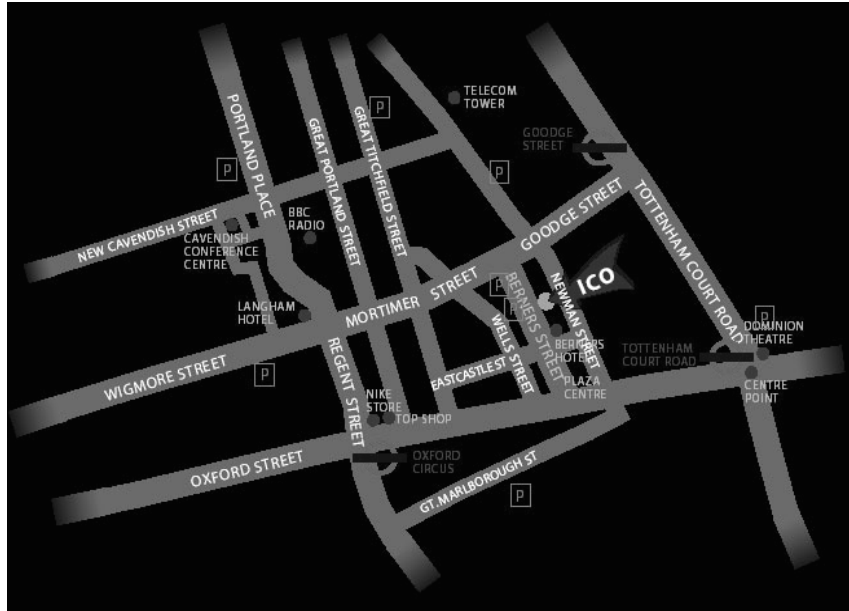 TELECOM
TOWER
P
GOODGE
STREET
PORTLAND PLACE
GREAT PORTLAND STREET
GREAT TITCHFIELD STREET
P
P
TOTTENHAM COURT ROAD
GOODGE STREET
NEW CAVENDISH STREET
CAVENDISH
CONFERENCE
CENTRE
BBC
RADIO
ICO
P
P
BERNERS STREET
NEWMAN STREET
LANGHAM
HOTEL
MORTIMER STREET
P
DOMINION
THEATRE
TOTTENHAM
COURT ROAD
BERNERS
HOTEL
WELLS STREET
WIGMORE STREET
P
REGENT STREET
EASTCASTLE ST
PLAZA
CENTRE
CENTRE
POINT
NIKE
STORE
TOP SHOP
OXFORD STREET
OXFORD
CIRCUS
GT. MARLBOROUGH ST
P